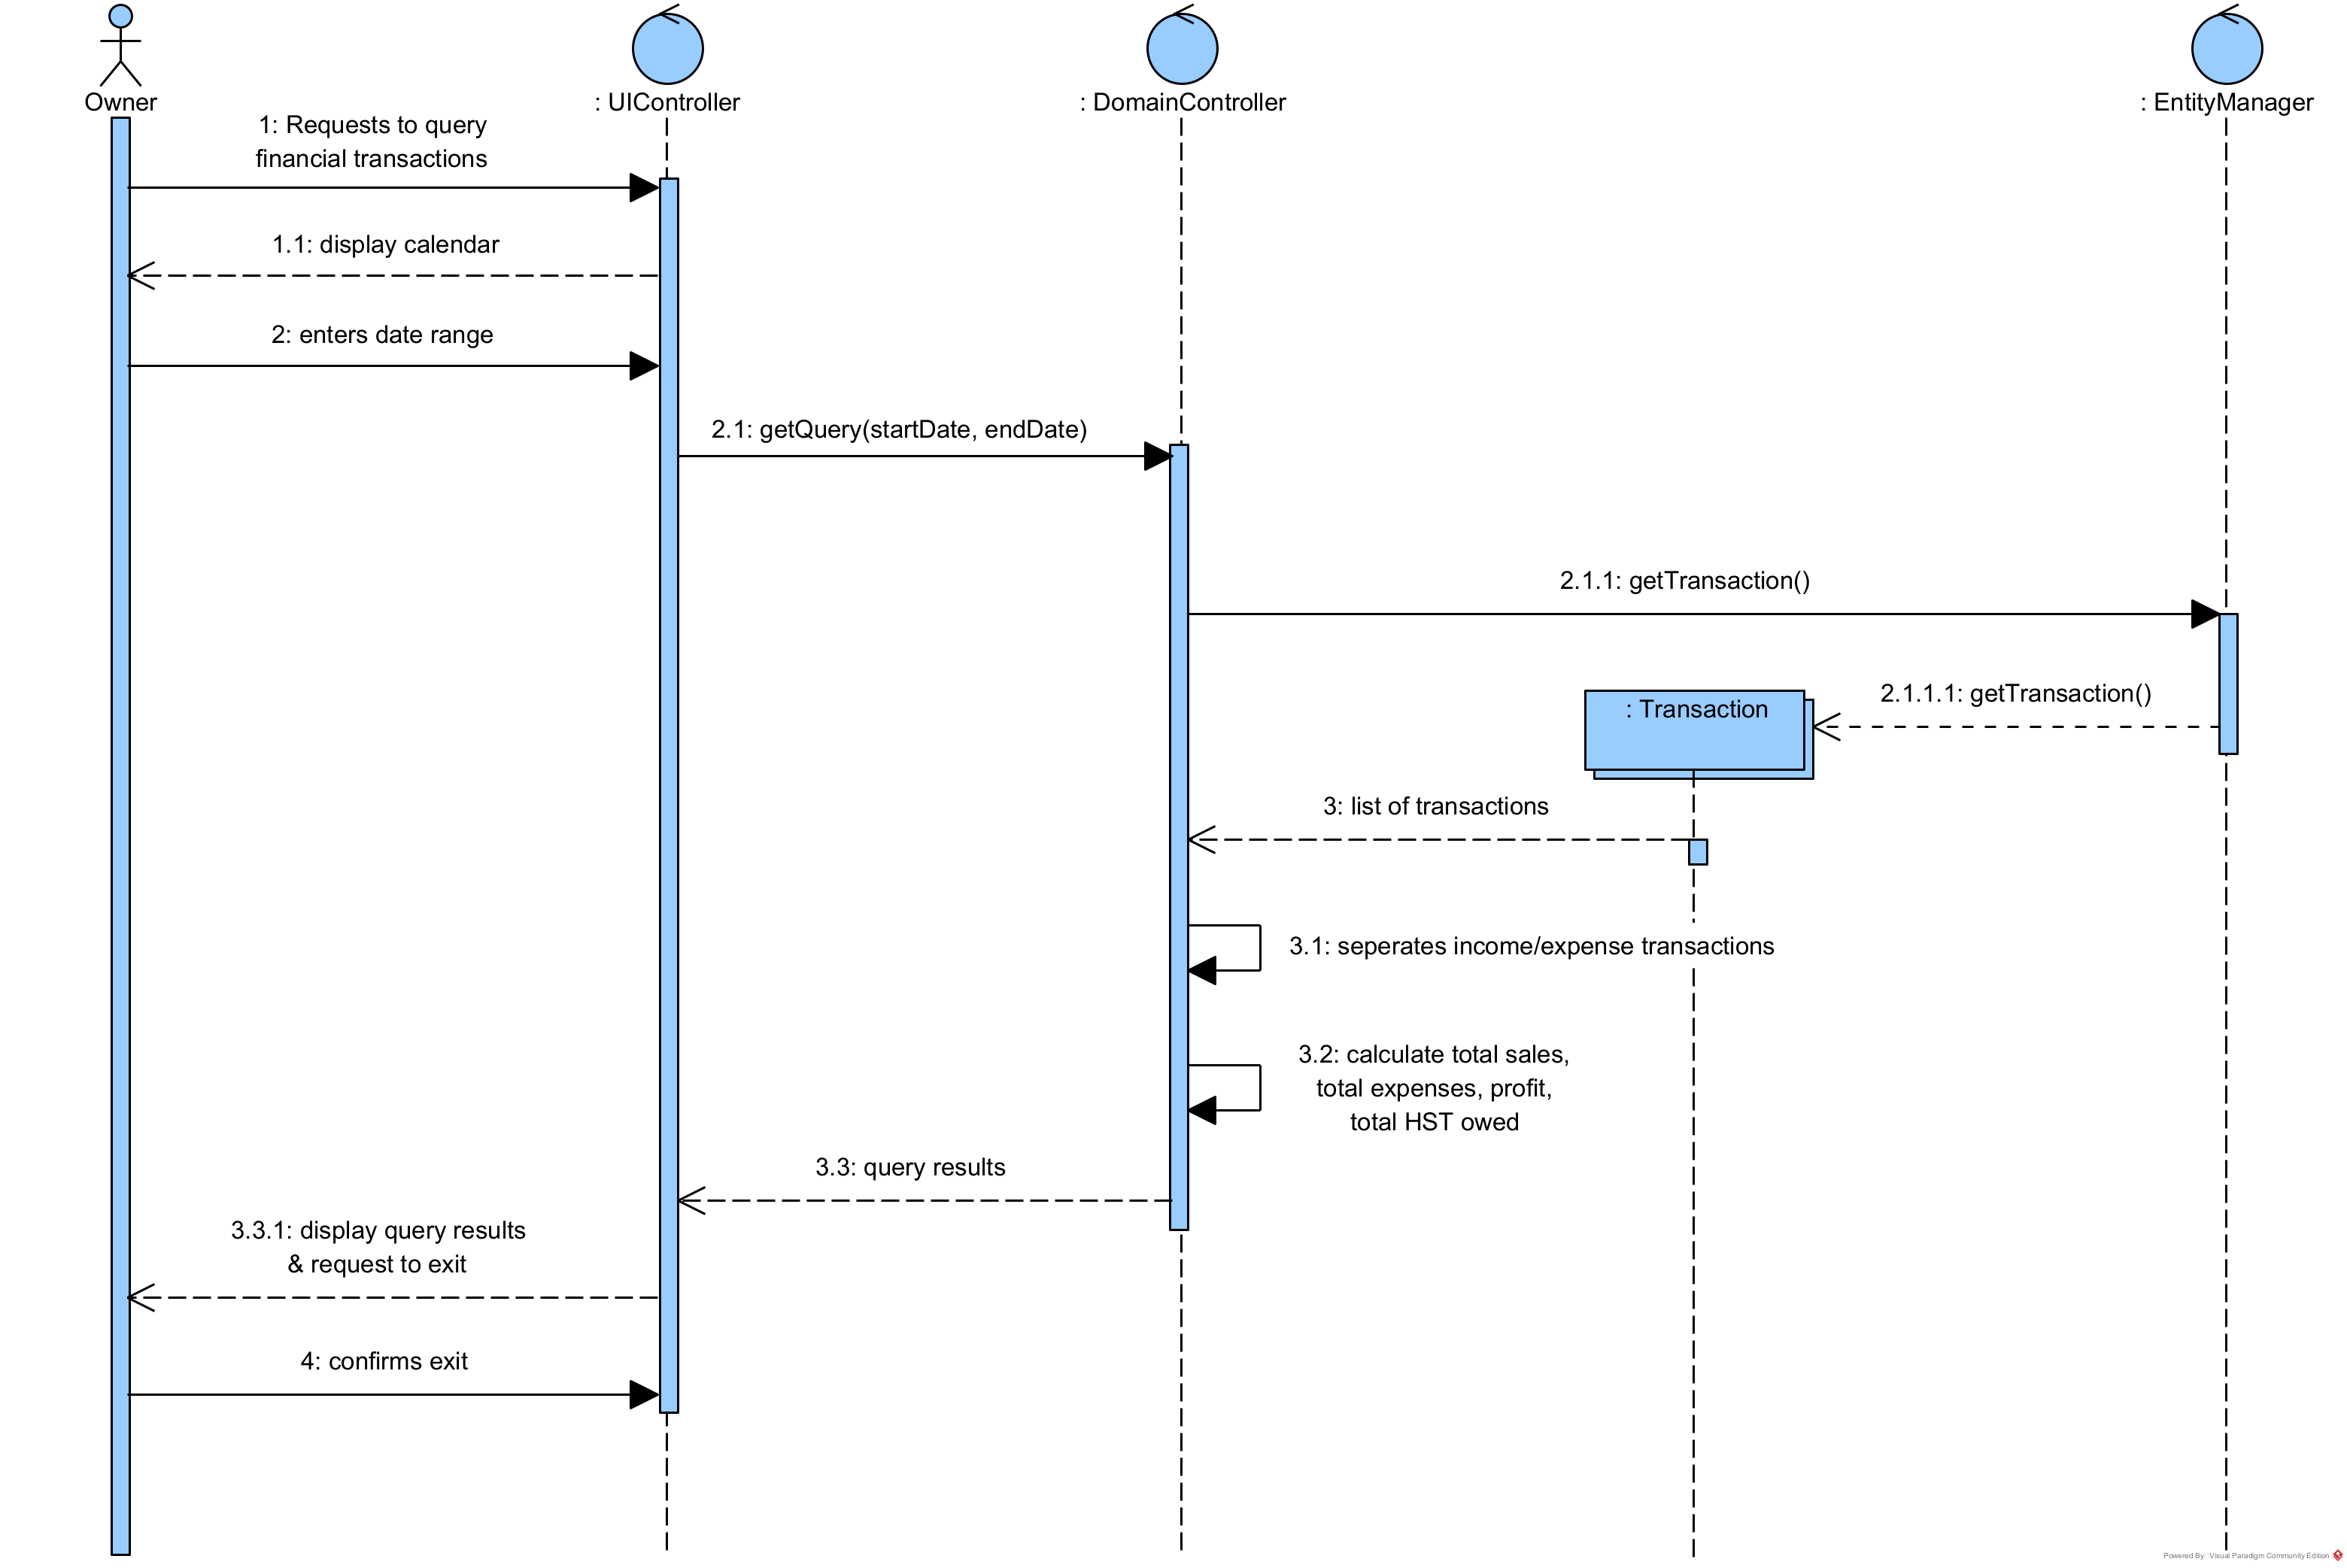 Owner
: UIController
: DomainController
: EntityManager
1: Requests to query
financial transactions
1.1: display calendar
2: enters date range
2.1: getQuery(startDate, endDate)
2.1.1: getTransaction()
2.1.1.1: getTransaction()
: Transaction
3: list of transactions
3.1: seperates income/expense transactions
3.2: calculate total sales,
total expenses, profit,
total HST owed
3.3: query results
3.3.1: display query results
& request to exit
4: confirms exit
Powered By Visual Paradigm Community Edition